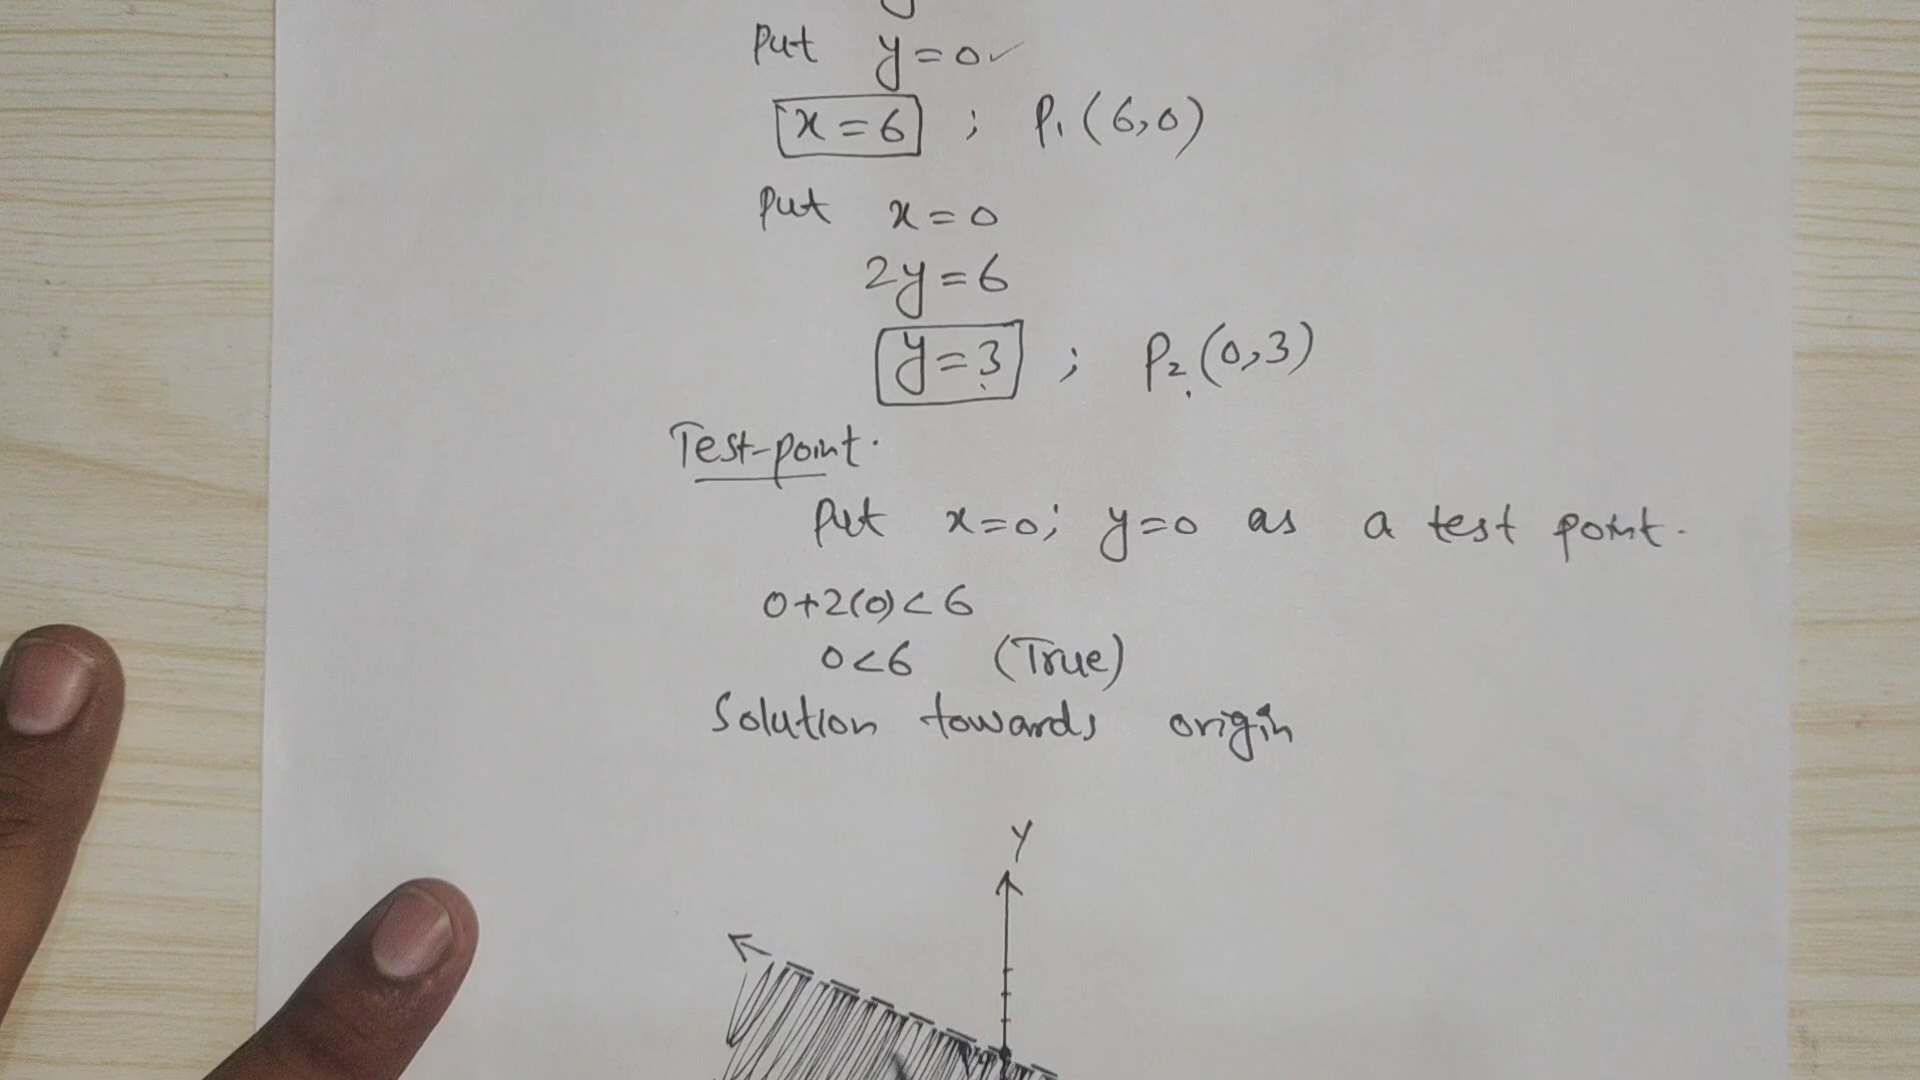 Put y=0✓
x=6 ; P₁(6,0)
Put x=0
2y=6
y=3 ; P₂(0,3)
Test-point.
Put x=0; y=0 as a test point.
0+2(0)<6
0<6 (True)
Solution towards origin
Y